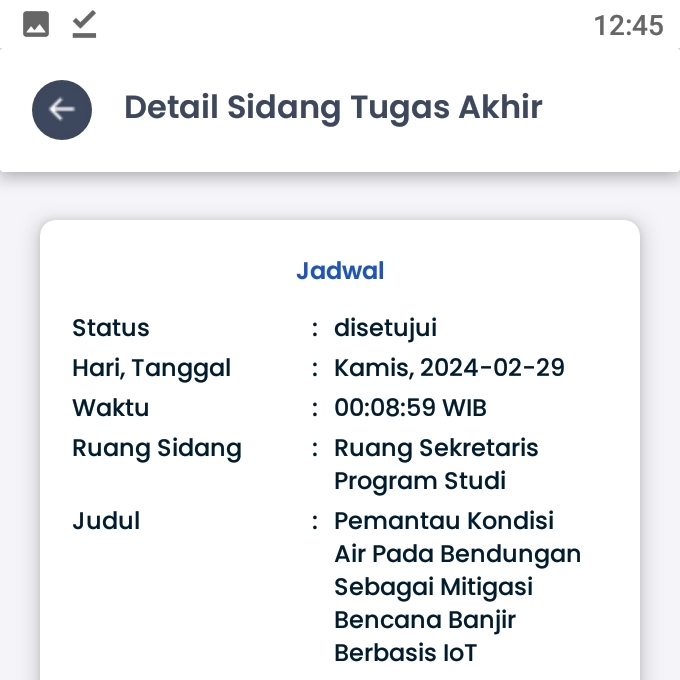 12:45
Detail Sidang Tugas Akhir
Jadwal
Status : disetujui
Hari, Tanggal : Kamis, 2024-02-29
Waktu : 00:08:59 WIB
Ruang Sidang : Ruang Sekretaris
Program Studi
Judul : Pemantau Kondisi
Air Pada Bendungan
Sebagai Mitigasi
Bencana Banjir
Berbasis IoT